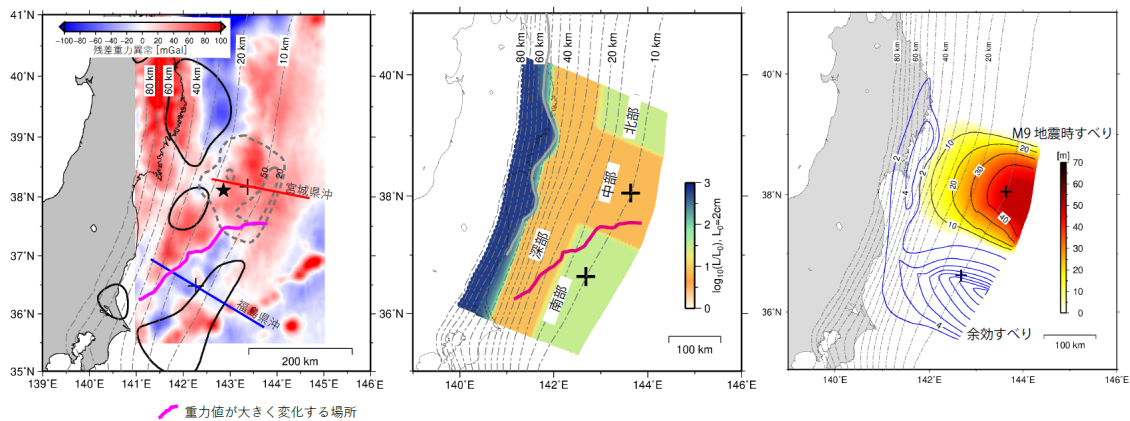 -100 -80 -60 -40 -20 0 20 40 60 80 100
残差重力異常 [mGal]
80 km
60 km
40 km
20 km
10 km
50
20
宮城県沖
福島県沖
200 km
41°N
40°N
39°N
38°N
37°N
36°N
35°N
139°E 140°E 141°E 142°E 143°E 144°E 145°E 146°E
重力値が大きく変化する場所
80 km
60 km
40 km
20 km
10 km
北部
中部
深部
南部
3
2
1
0
log10(L/L0), L0=2cm
100 km
40°N
38°N
36°N
140°E 142°E 144°E 146°E
80 km
60 km
40 km
20 km
M9 地震時すべり
10
20
20
30
40
2
2
4
4
[m]
70
60
50
40
30
20
10
0
余効すべり
100 km
40°N
38°N
36°N
140°E 142°E 144°E 146°E